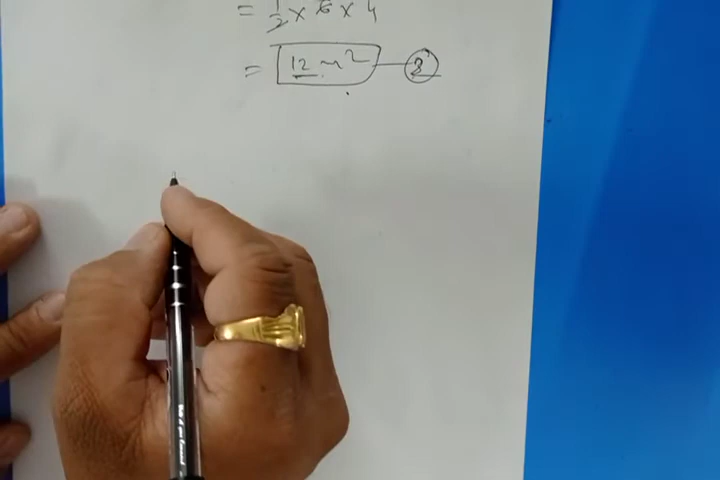 = 1/2 × 6 × 4
= 12 m² — 2